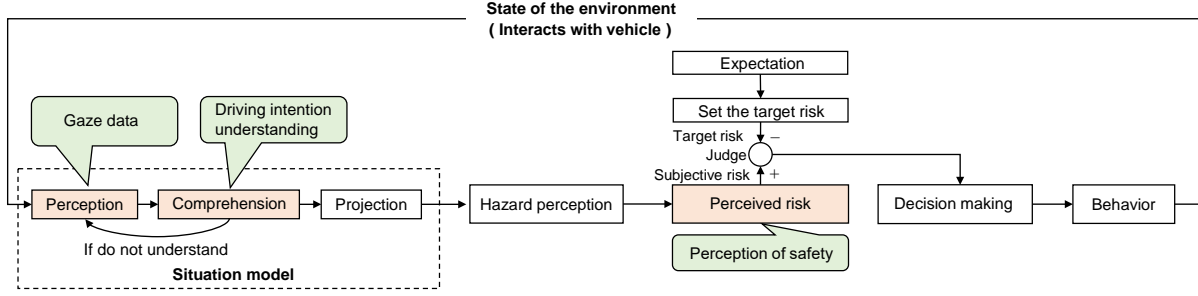 State of the environment
( Interacts with vehicle )
Expectation
Set the target risk
Target risk −
Judge
Subjective risk +
Gaze data
Driving intention
understanding
Perception
Comprehension
Projection
Hazard perception
Perceived risk
Decision making
Behavior
If do not understand
Perception of safety
Situation model